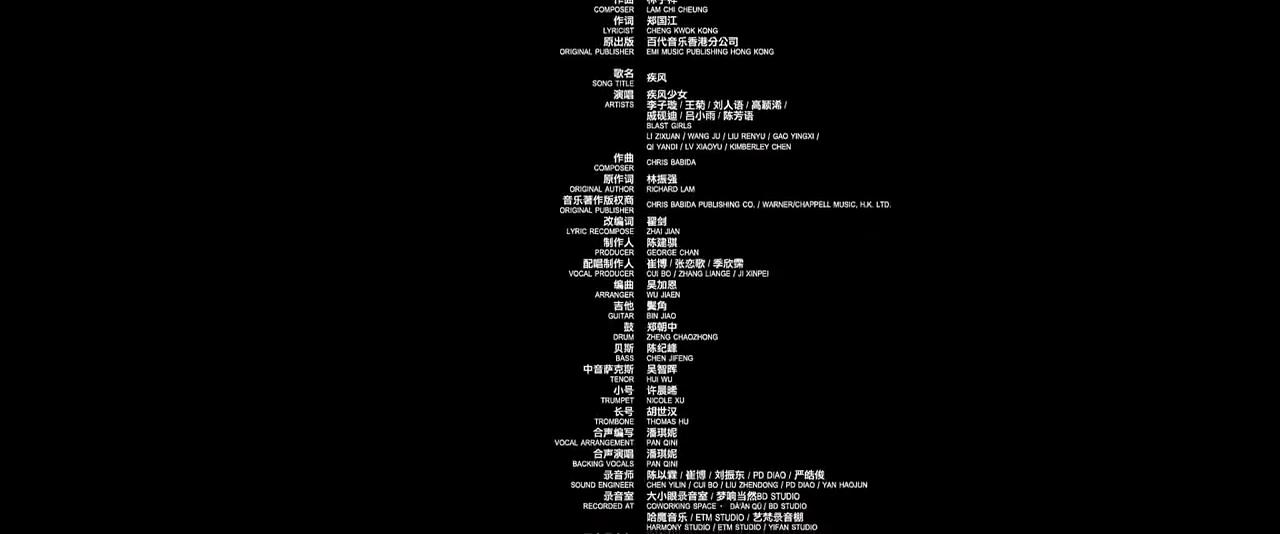 COMPOSER LAM CHI CHEUNG
作词 郑国江
LYRICIST CHENG KWOK KONG
原出版 百代音乐香港分公司
ORIGINAL PUBLISHER EMI MUSIC PUBLISHING HONG KONG
歌名 疾风
SONG TITLE
演唱 疾风少女
ARTISTS 李子璇 / 王菊 / 刘人语 / 高颖浠 /
戚砚迪 / 吕小雨 / 陈芳语
BLAST GIRLS
LI ZIXUAN / WANG JU / LIU RENYU / GAO YINGXI /
QI YANDI / LV XIAOYU / KIMBERLEY CHEN
作曲 CHRIS BABIDA
COMPOSER
原作词 林振强
ORIGINAL AUTHOR RICHARD LAM
音乐著作版权商 CHRIS BABIDA PUBLISHING CO. / WARNER/CHAPPELL MUSIC, H.K. LTD.
ORIGINAL PUBLISHER
改编词 翟剑
LYRIC RECOMPOSE ZHAI JIAN
制作人 陈建骐
PRODUCER GEORGE CHAN
配唱制作人 崔博 / 张恋歌 / 季欣霈
VOCAL PRODUCER CUI BO / ZHANG LIANGE / JI XINPEI
编曲 吴加恩
ARRANGER WU JIAEN
吉他 鬓角
GUITAR BIN JIAO
鼓 郑朝中
DRUM ZHENG CHAOZHONG
贝斯 陈纪峰
BASS CHEN JIFENG
中音萨克斯 吴智晖
TENOR HUI WU
小号 许晨晞
TRUMPET NICOLE XU
长号 胡世汉
TROMBONE THOMAS HU
合声编写 潘琪妮
VOCAL ARRANGEMENT PAN QINI
合声演唱 潘琪妮
BACKING VOCALS PAN QINI
录音师 陈以霖 / 崔博 / 刘振东 / PD DIAO / 严皓俊
SOUND ENGINEER CHEN YILIN / CUI BO / LIU ZHENDONG / PD DIAO / YAN HAOJUN
录音室 大小眼录音室 / 梦响当然BD STUDIO
RECORDED AT COWORKING SPACE · DÀ'ĀN QŪ / BD STUDIO
哈魔音乐 / ETM STUDIO / 艺梵录音棚
HARMONY STUDIO / ETM STUDIO / YIFAN STUDIO